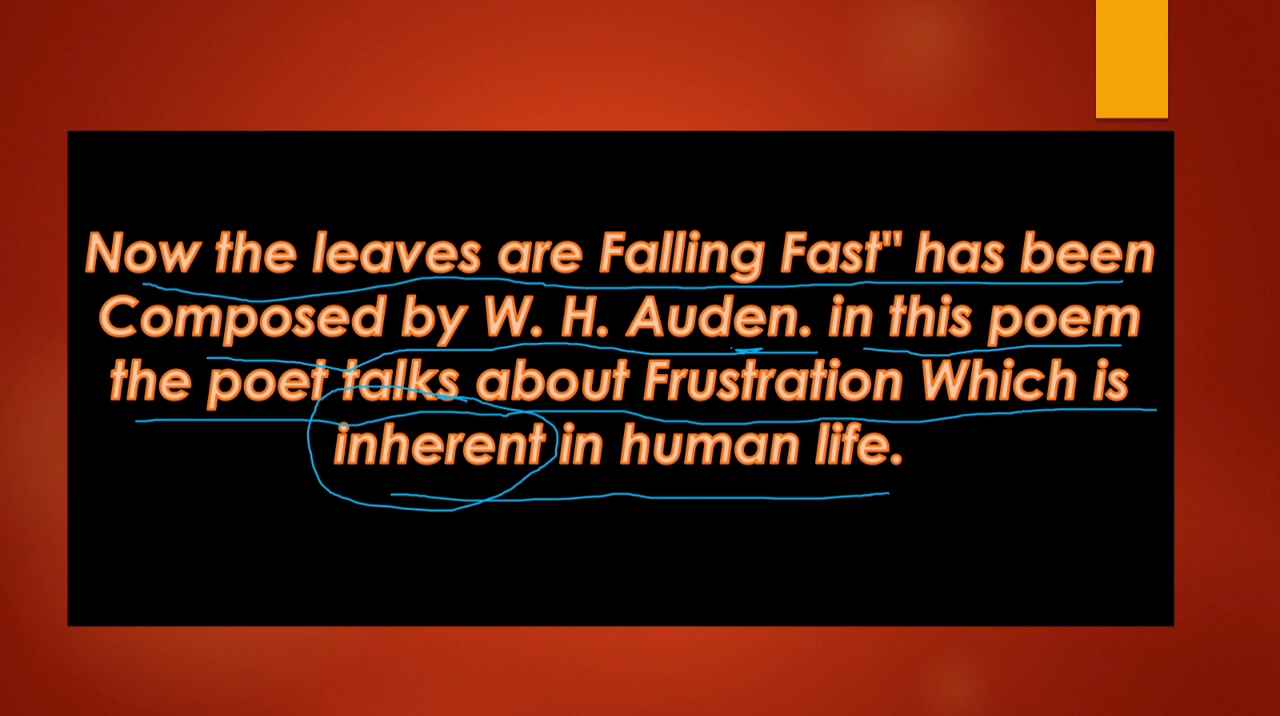 Now the leaves are Falling Fast" has been
Composed by W. H. Auden. in this poem
the poet talks about Frustration Which is
inherent in human life.